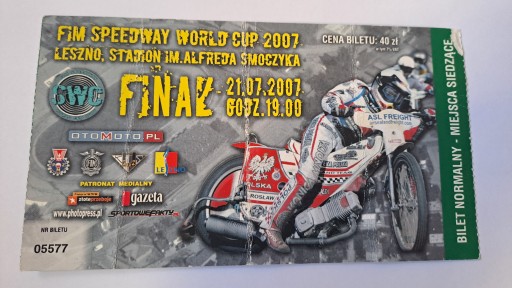 FIM SPEEDWAY WORLD CUP 2007
LESZNO, STADION IM. ALFREDA SMOCZYKA
CENA BILETU: 40 zł
SWC
FINAŁ - 21.07.2007
GODZ. 19.00
OTOMOTO.PL
ASL FREIGHT
POLSKA
PATRONAT MEDIALNY
gazeta
www.photopress.pl
SPORTOWEFAKTY
NR BILETU
05577
BILET NORMALNY - MIEJSCA SIEDZĄCE